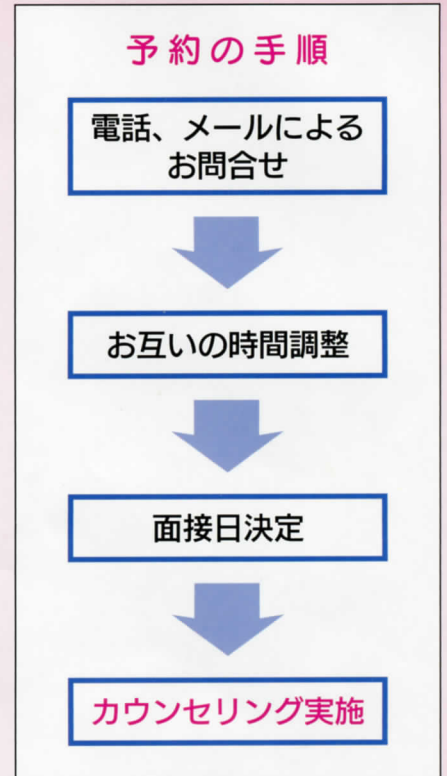 予約の手順
電話、メールによる
お問合せ
お互いの時間調整
面接日決定
カウンセリング実施